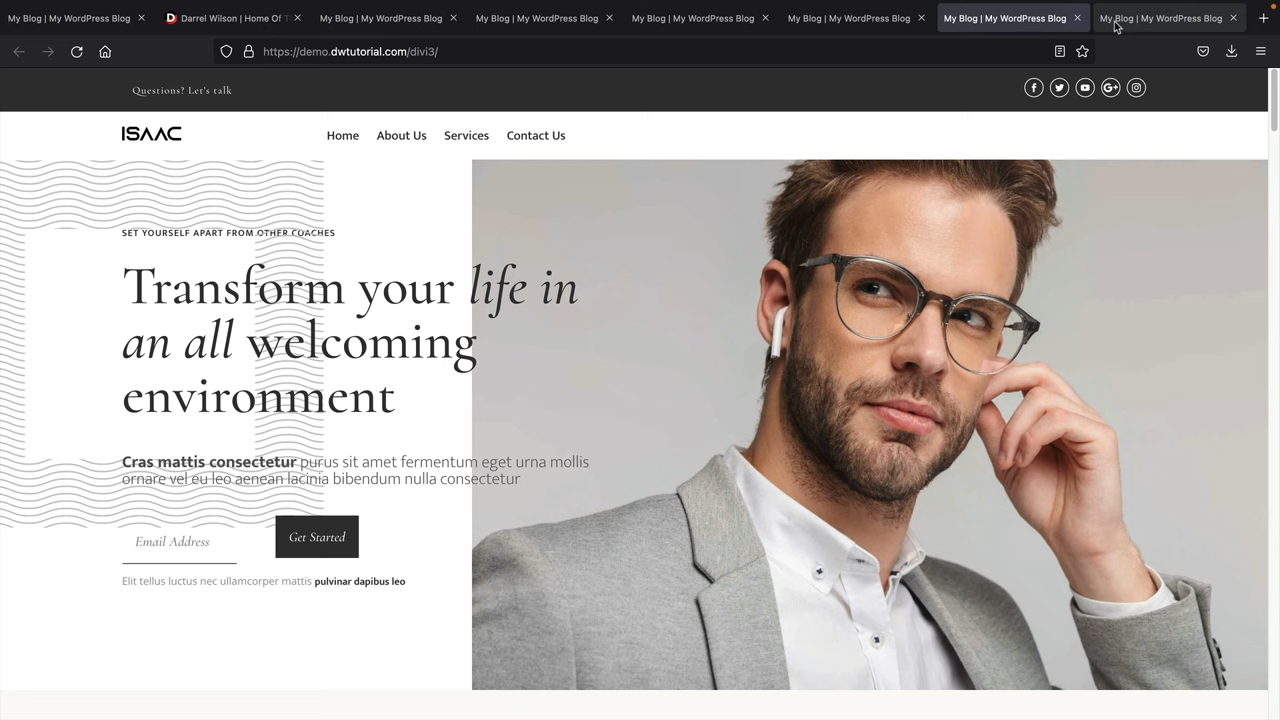 My Blog | My WordPress Blog
Darrel Wilson | Home Of T
My Blog | My WordPress Blog
My Blog | My WordPress Blog
My Blog | My WordPress Blog
My Blog | My WordPress Blog
My Blog | My WordPress Blog
My Blog | My WordPress Blog
https://demo.dwtutorial.com/divi3/
Questions? Let's talk
ISAAC
Home About Us Services Contact Us
SET YOURSELF APART FROM OTHER COACHES
Transform your life in
an all welcoming
environment
Cras mattis consectetur purus sit amet fermentum eget urna mollis
ornare vel eu leo aenean lacinia bibendum nulla consectetur
Email Address
Get Started
Elit tellus luctus nec ullamcorper mattis pulvinar dapibus leo